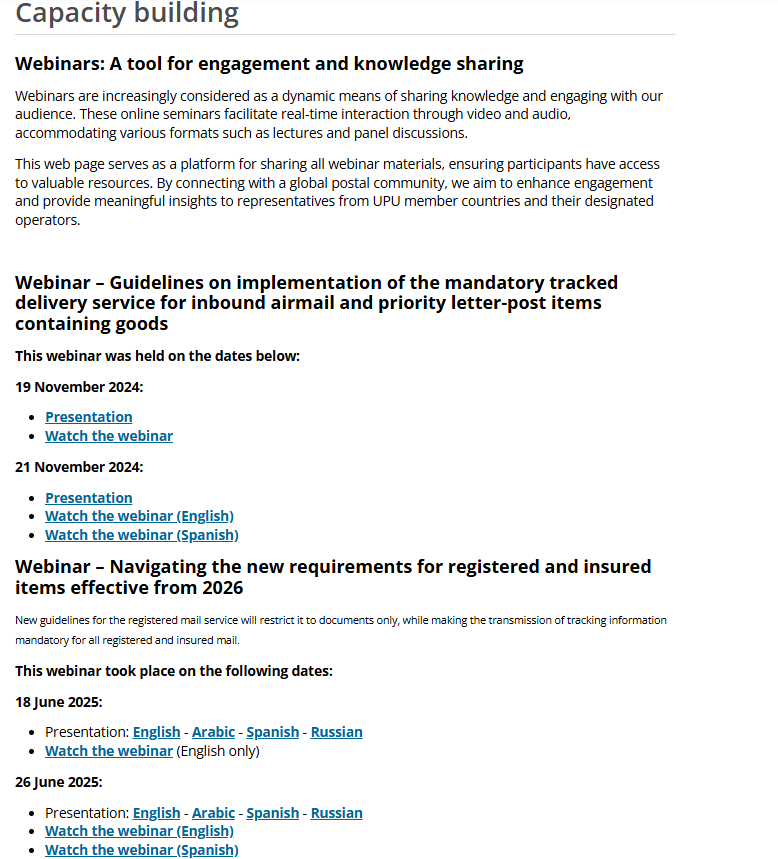 Capacity building
Webinars: A tool for engagement and knowledge sharing
Webinars are increasingly considered as a dynamic means of sharing knowledge and engaging with our
audience. These online seminars facilitate real-time interaction through video and audio,
accommodating various formats such as lectures and panel discussions.
This web page serves as a platform for sharing all webinar materials, ensuring participants have access
to valuable resources. By connecting with a global postal community, we aim to enhance engagement
and provide meaningful insights to representatives from UPU member countries and their designated
operators.
Webinar – Guidelines on implementation of the mandatory tracked
delivery service for inbound airmail and priority letter-post items
containing goods
This webinar was held on the dates below:
19 November 2024:
• Presentation
• Watch the webinar
21 November 2024:
• Presentation
• Watch the webinar (English)
• Watch the webinar (Spanish)
Webinar – Navigating the new requirements for registered and insured
items effective from 2026
New guidelines for the registered mail service will restrict it to documents only, while making the transmission of tracking information
mandatory for all registered and insured mail.
This webinar took place on the following dates:
18 June 2025:
• Presentation: English - Arabic - Spanish - Russian
• Watch the webinar (English only)
26 June 2025:
• Presentation: English - Arabic - Spanish - Russian
• Watch the webinar (English)
• Watch the webinar (Spanish)